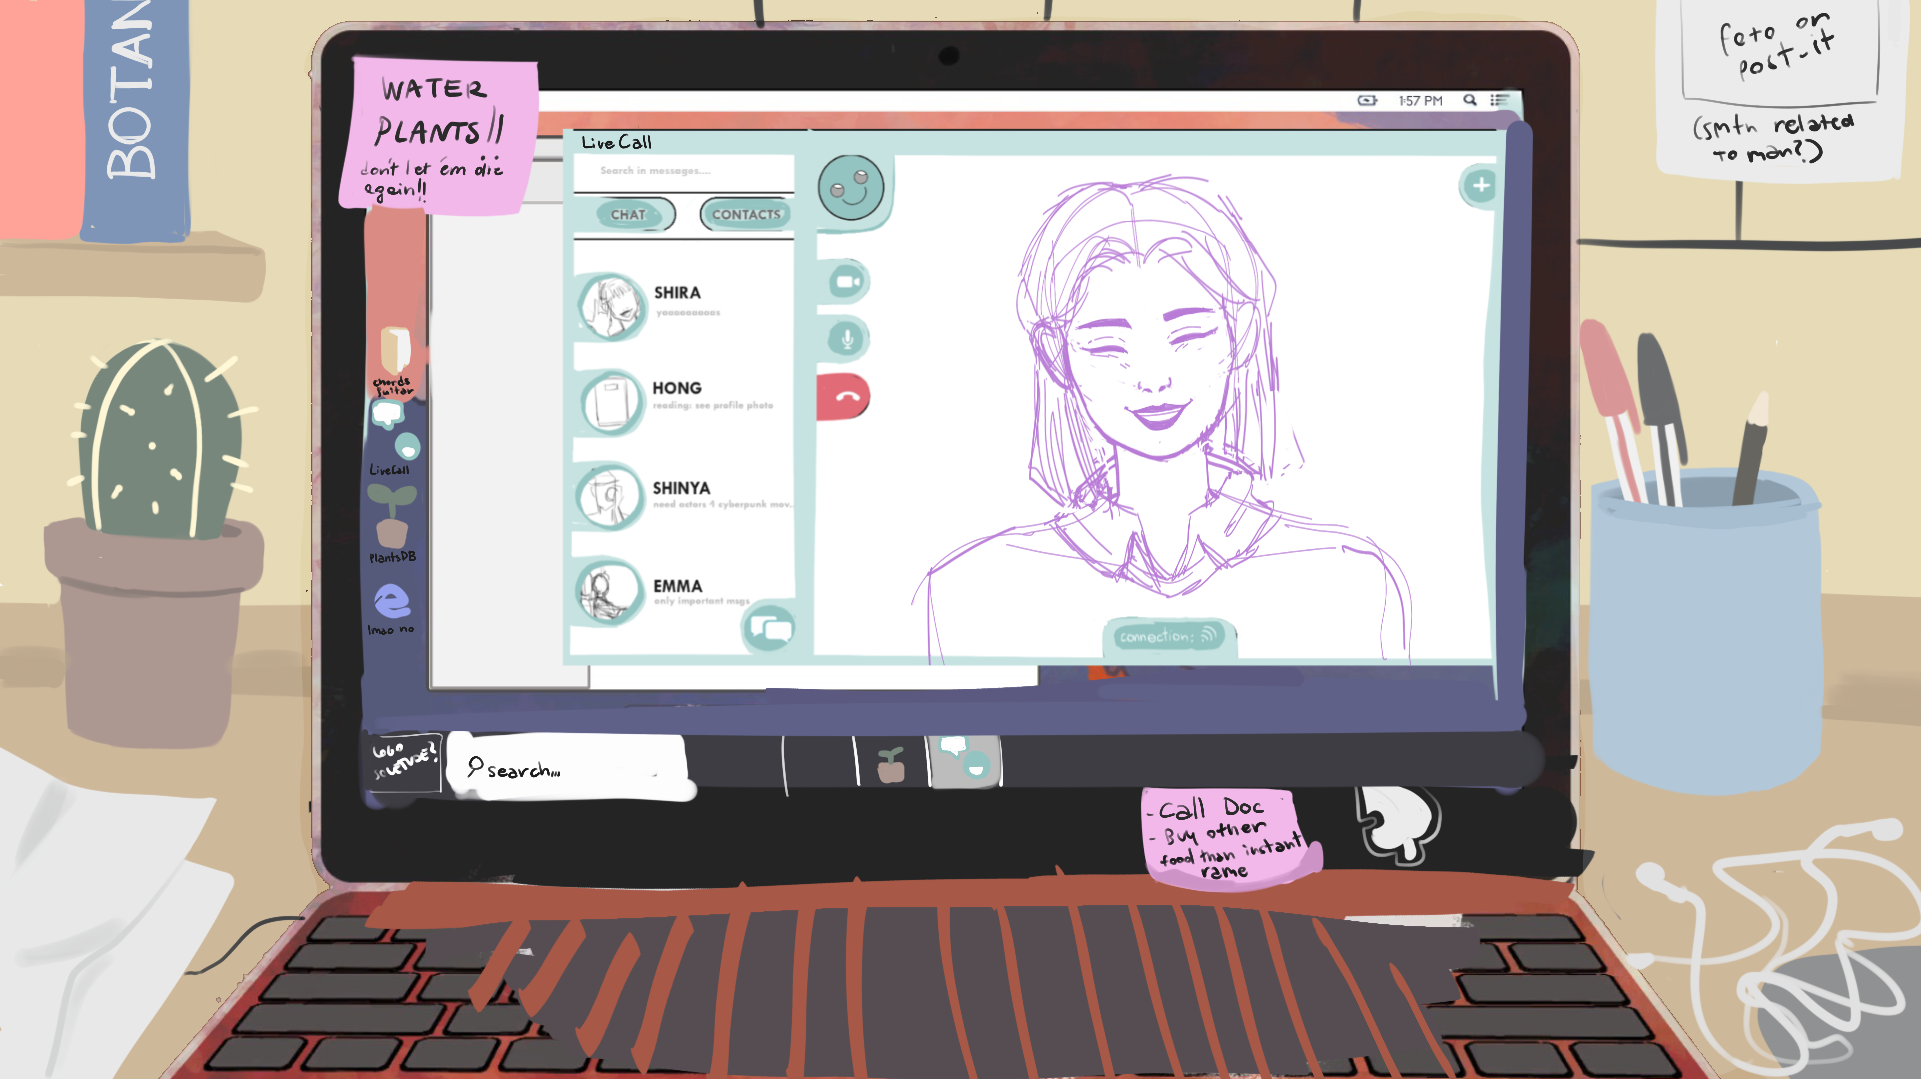 BOTAN
WATER
PLANTS!!
don't let em die
again!!
foto or
post-it
(smth related
to man?)
1:57 PM
LiveCall
Search in messages....
CHAT
CONTACTS
SHIRA
yaaaaaaaaas
HONG
reading: see profile photo
SHINYA
need actors 4 cyberpunk mov..
EMMA
only important msgs
connection:
chords
guitar
LiveCall
PlantsDB
lmao no
LOGO
search...
- Call Doc
- Buy other
food than instant
rame